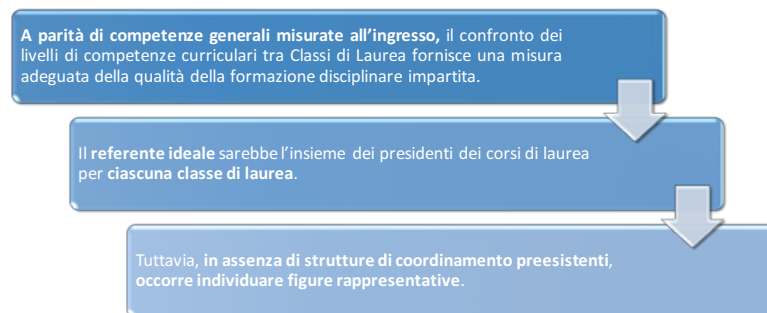 A parità di competenze generali misurate all'ingresso, il confronto dei
livelli di competenze curriculari tra Classi di Laurea fornisce una misura
adeguata della qualità della formazione disciplinare impartita.
Il referente ideale sarebbe l'insieme dei presidenti dei corsi di laurea
per ciascuna classe di laurea.
Tuttavia, in assenza di strutture di coordinamento preesistenti,
occorre individuare figure rappresentative.